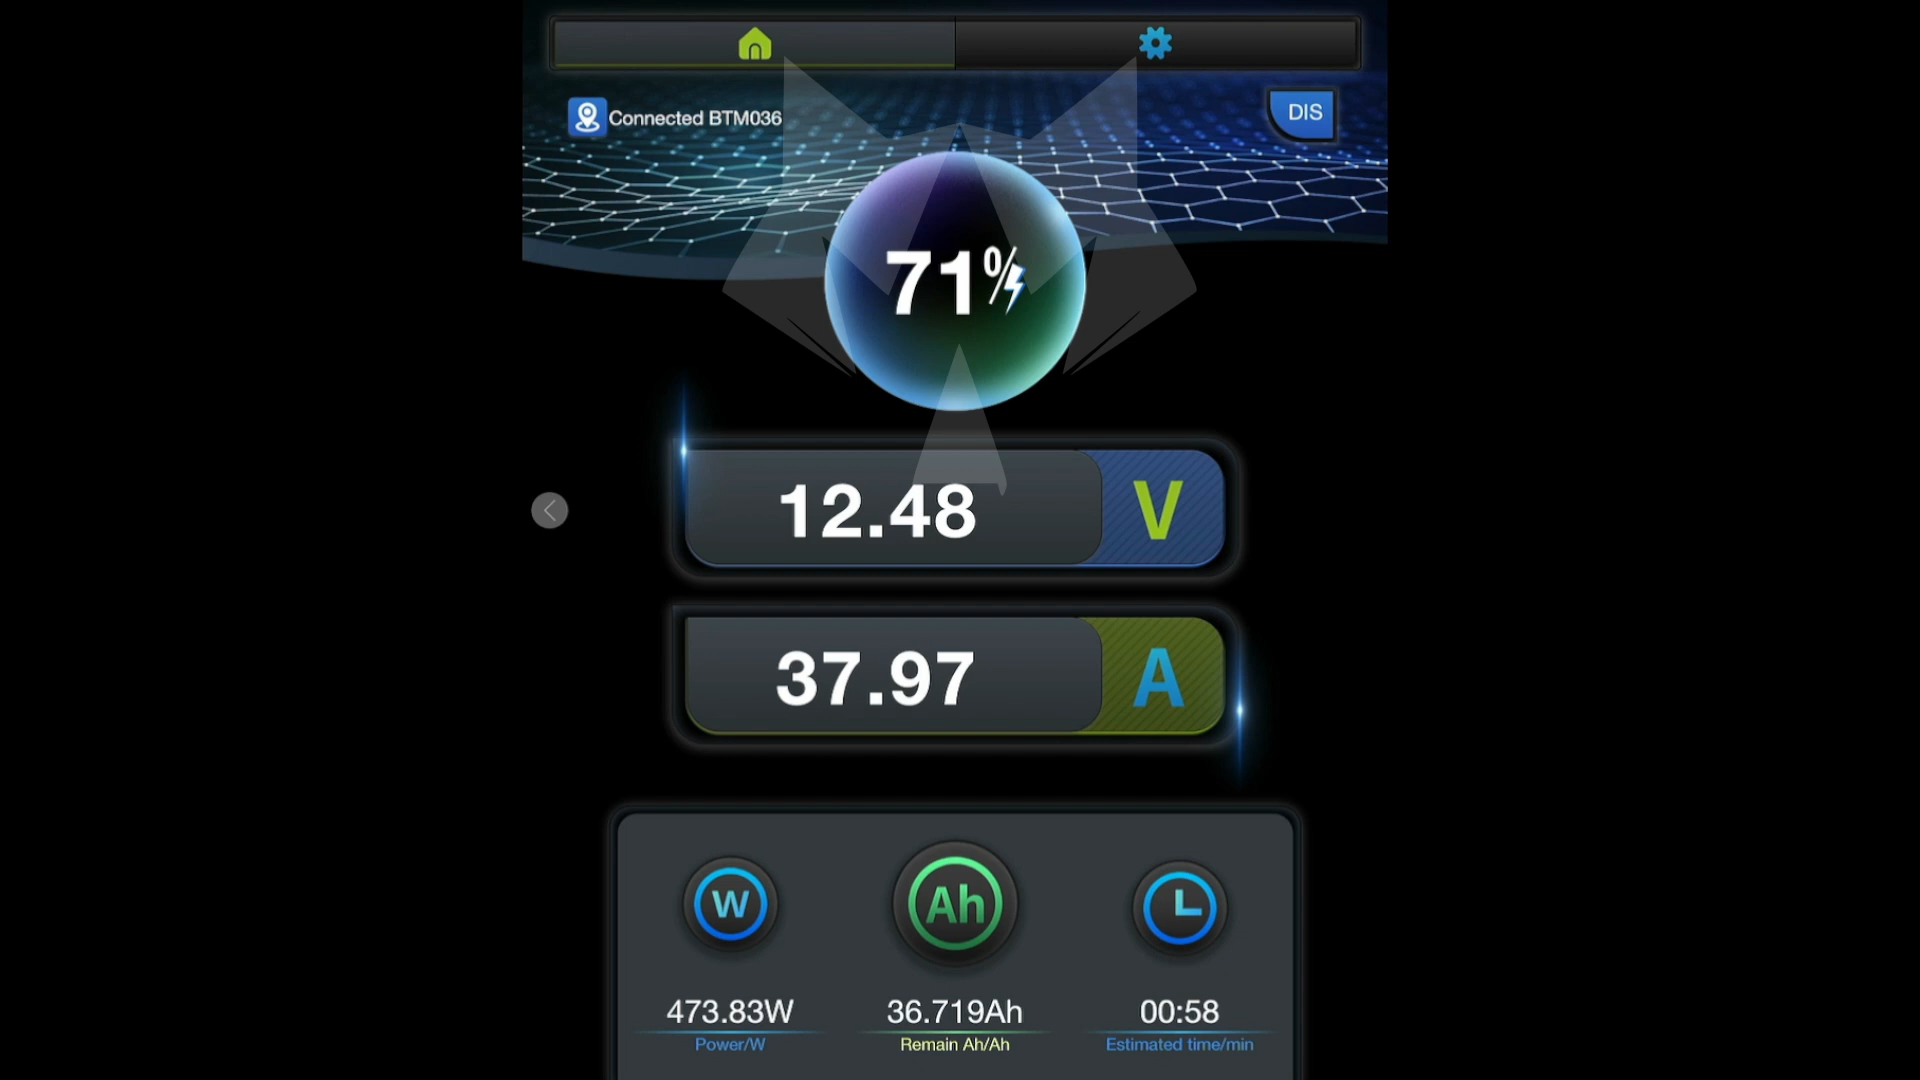 Connected BTM036
DIS
71%
12.48 V
37.97 A
W
Ah
473.83W
36.719Ah
00:58
Power/W
Remain Ah/Ah
Estimated time/min